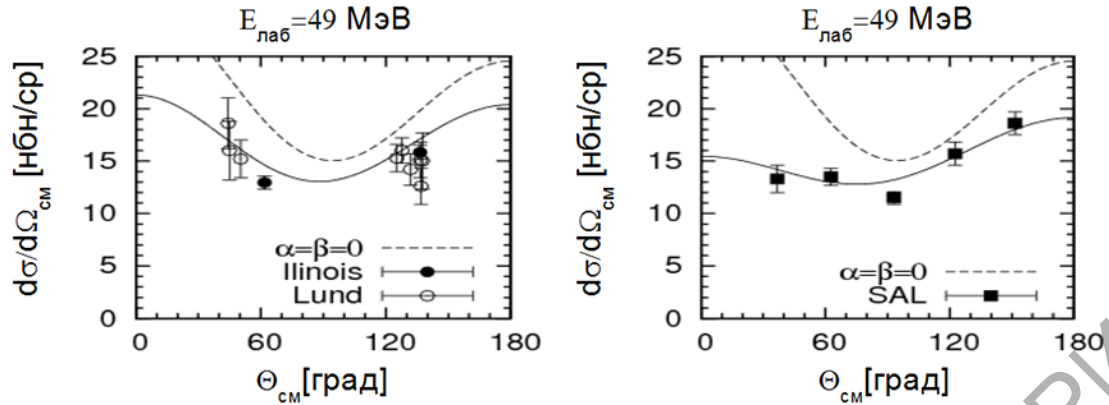 E_лаб=49 МэВ
dσ/dΩ_см [нбн/ср]
25
20
15
10
5
0
α=β=0
Ilinois
Lund
0 60 120 180
Θ_см[град]
E_лаб=49 МэВ
dσ/dΩ_см [нбн/ср]
25
20
15
10
5
0
α=β=0
SAL
0 60 120 180
Θ_см[град]